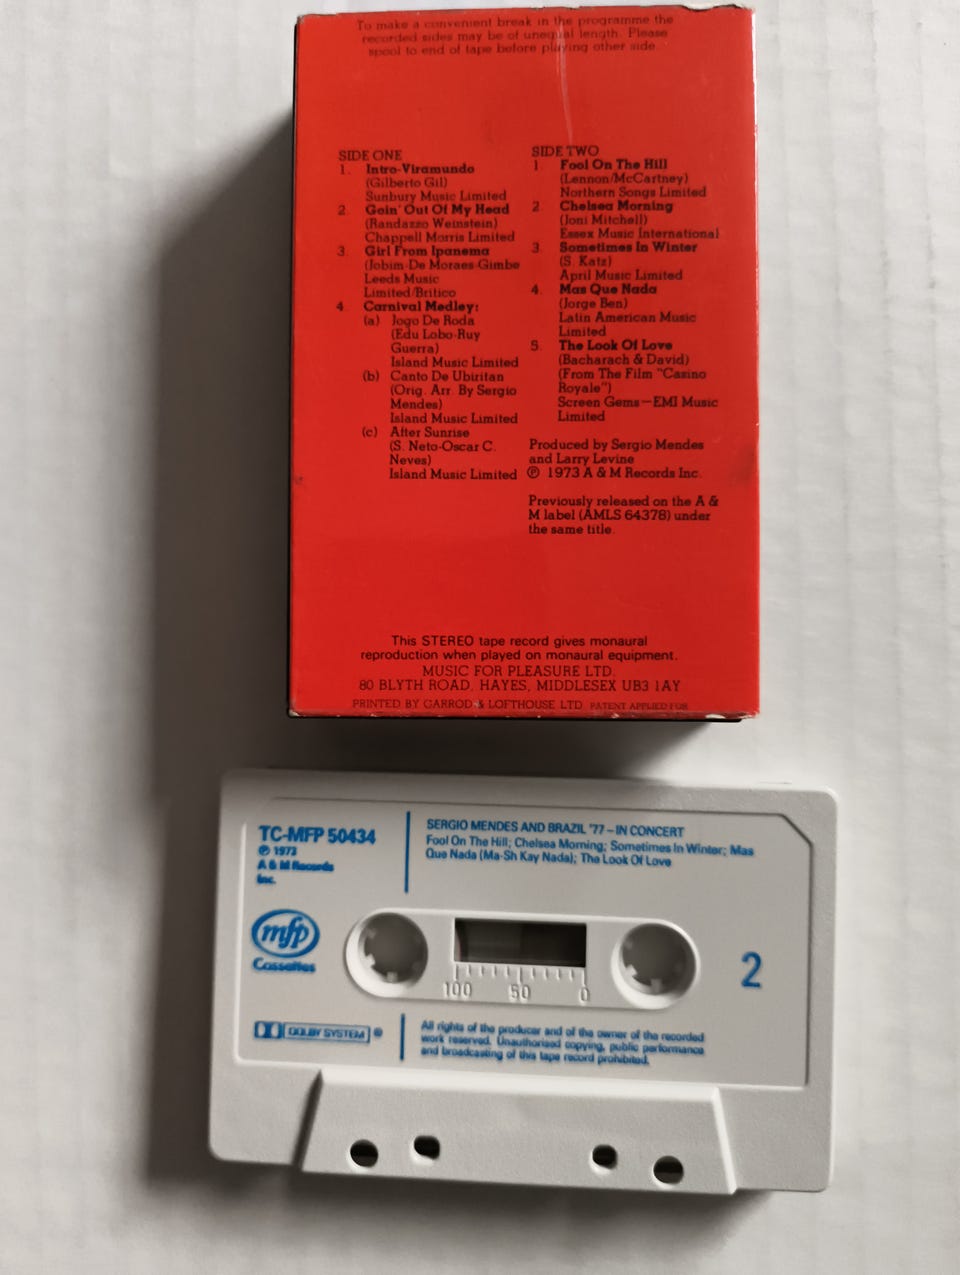 To make a convenient break in the programme the
recorded sides may be of unequal length. Please
spool to end of tape before playing other side.
SIDE ONE
1. Intro-Viramundo
(Gilberto Gil)
Sunbury Music Limited
2. Goin' Out Of My Head
(Randazzo Weinstein)
Chappell Morris Limited
3. Girl From Ipanema
(Jobim-De Moraes-Gimbe
Leeds Music
Limited/Britico
4. Carnival Medley:
(a) Jogo De Roda
(Edu Lobo-Ruy
Guerra)
Island Music Limited
(b) Canto De Ubiritan
(Orig. Arr. By Sergio
Mendes)
Island Music Limited
(c) After Sunrise
(S. Neto-Oscar C.
Neves)
Island Music Limited
SIDE TWO
1. Fool On The Hill
(Lennon/McCartney)
Northern Songs Limited
2. Chelsea Morning
(Joni Mitchell)
Essex Music International
3. Sometimes In Winter
(S. Katz)
April Music Limited
4. Mas Que Nada
(Jorge Ben)
Latin American Music
Limited
5. The Look Of Love
(Bacharach & David)
(From The Film "Casino
Royale")
Screen Gems—EMI Music
Limited
Produced by Sergio Mendes
and Larry Levine
℗ 1973 A & M Records Inc.
Previously released on the A &
M label (AMLS 64378) under
the same title.
This STEREO tape record gives monaural
reproduction when played on monaural equipment.
MUSIC FOR PLEASURE LTD.
80 BLYTH ROAD, HAYES, MIDDLESEX UB3 1AY
PRINTED BY GARROD & LOFTHOUSE LTD. PATENT APPLIED FOR
TC-MFP 50434
℗ 1973
A & M Records
Inc.
SERGIO MENDES AND BRAZIL '77 – IN CONCERT
Fool On The Hill; Chelsea Morning; Sometimes In Winter; Mas
Que Nada (Ma-Sh Kay Nada); The Look Of Love
mfp
Cassettes
2
100 50 0
DOLBY SYSTEM ®
All rights of the producer and of the owner of the recorded
work reserved. Unauthorised copying, public performance
and broadcasting of this tape record prohibited.